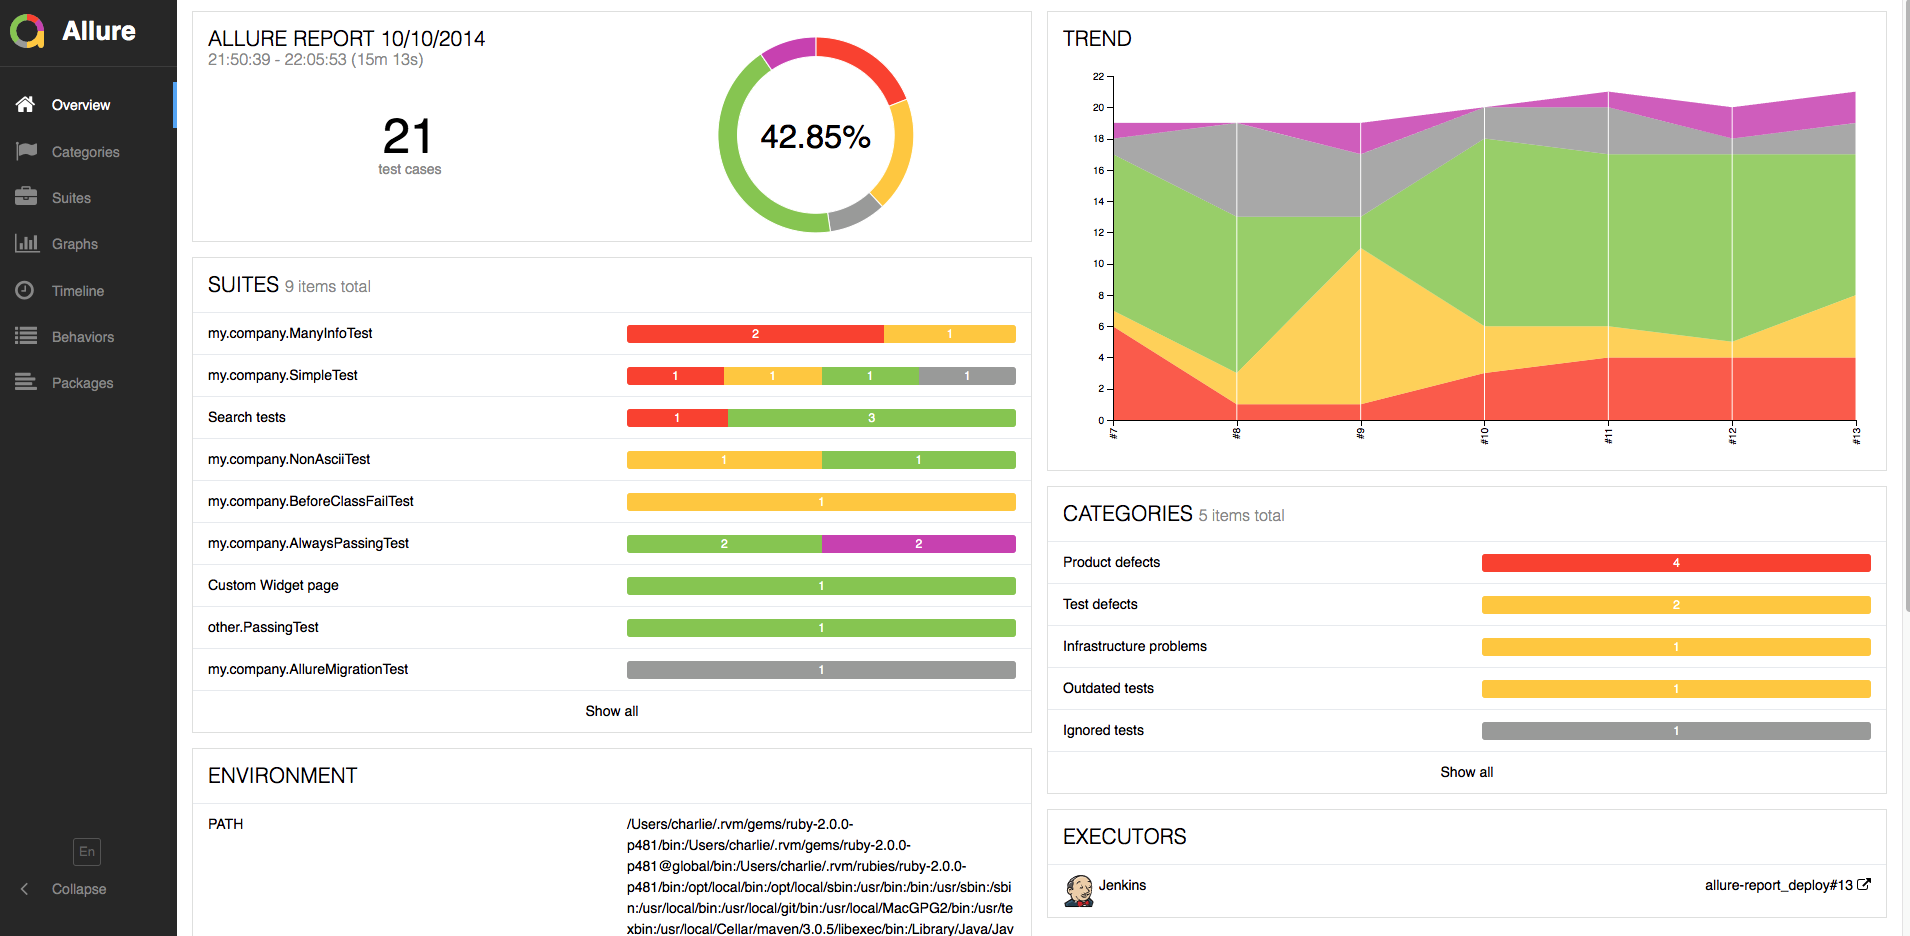 Allure
Overview
Categories
Suites
Graphs
Timeline
Behaviors
Packages
En
Collapse
ALLURE REPORT 10/10/2014
21:50:39 - 22:05:53 (15m 13s)
21
test cases
42.85%
SUITES 9 items total
my.company.ManyInfoTest 2 1
my.company.SimpleTest 1 1 1 1
Search tests 1 3
my.company.NonAsciiTest 1 1
my.company.BeforeClassFailTest 1
my.company.AlwaysPassingTest 2 2
Custom Widget page 1
other.PassingTest 1
my.company.AllureMigrationTest 1
Show all
ENVIRONMENT
PATH
/Users/charlie/.rvm/gems/ruby-2.0.0-
p481/bin:/Users/charlie/.rvm/gems/ruby-2.0.0-
p481@global/bin:/Users/charlie/.rvm/rubies/ruby-2.0.0-
p481/bin:/opt/local/bin:/opt/local/sbin:/usr/bin:/bin:/usr/sbin:/sbi
n:/usr/local/bin:/usr/local/git/bin:/usr/local/MacGPG2/bin:/usr/te
xbin:/usr/local/Cellar/maven/3.0.5/libexec/bin:/Library/Java/Jav
TREND
22
20
18
16
14
12
10
8
6
4
2
0
#7 #8 #9 #10 #11 #12 #13
CATEGORIES 5 items total
Product defects 4
Test defects 2
Infrastructure problems 1
Outdated tests 1
Ignored tests 1
Show all
EXECUTORS
Jenkins allure-report_deploy#13